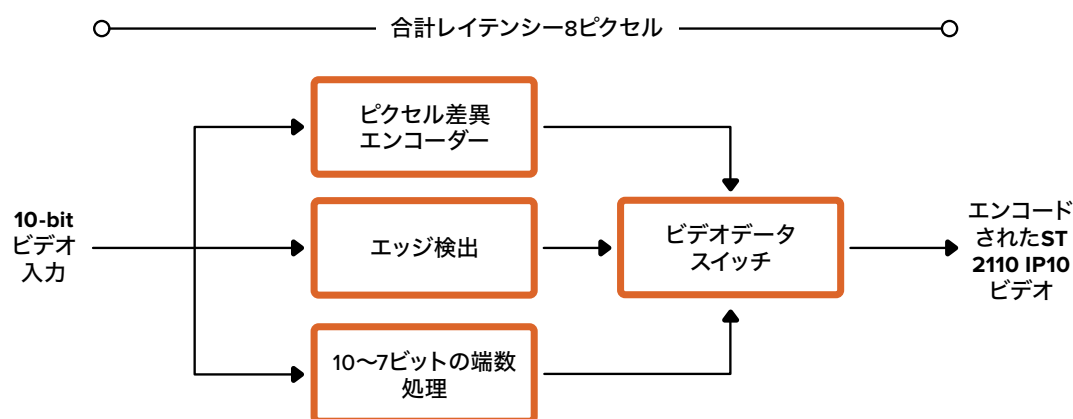 合計レイテンシー8ピクセル
ピクセル差異
エンコーダー
10-bit
ビデオ
入力
エッジ検出
ビデオデータ
スイッチ
エンコード
されたST
2110 IP10
ビデオ
10～7ビットの端数
処理